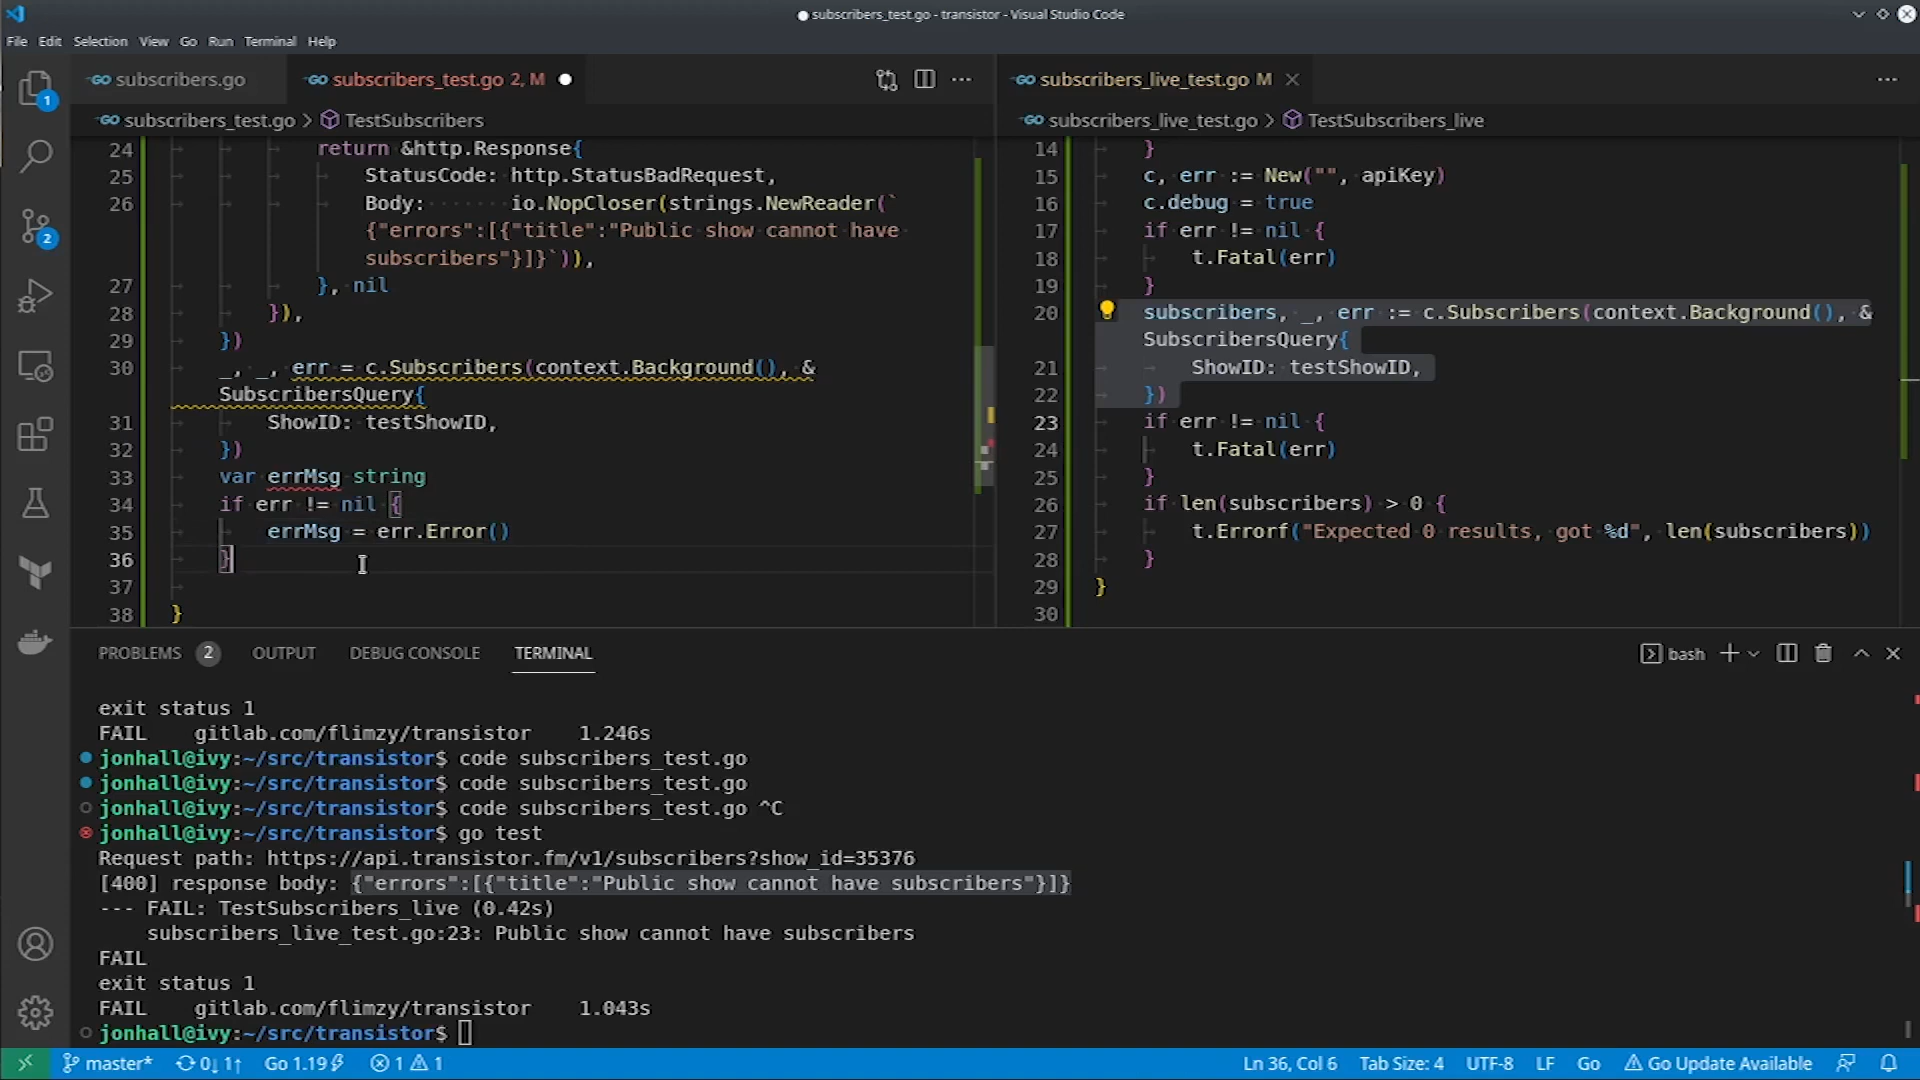 subscribers_test.go - transistor - Visual Studio Code
File Edit Selection View Go Run Terminal Help
subscribers.go
subscribers_test.go 2, M
subscribers_test.go > TestSubscribers
24 return &http.Response{
25 StatusCode: http.StatusBadRequest,
26 Body: io.NopCloser(strings.NewReader(`
{"errors":[{"title":"Public show cannot have
subscribers"}]}`)),
27 }, nil
28 }),
29 })
30 _, _, err = c.Subscribers(context.Background(), &
SubscribersQuery{
31 ShowID: testShowID,
32 })
33 var errMsg string
34 if err != nil {
35 errMsg = err.Error()
36 }
37
38 }
subscribers_live_test.go M
subscribers_live_test.go > TestSubscribers_live
14 }
15 c, err := New("", apiKey)
16 c.debug = true
17 if err != nil {
18 t.Fatal(err)
19 }
20 subscribers, _, err := c.Subscribers(context.Background(), &
SubscribersQuery{
21 ShowID: testShowID,
22 })
23 if err != nil {
24 t.Fatal(err)
25 }
26 if len(subscribers) > 0 {
27 t.Errorf("Expected 0 results, got %d", len(subscribers))
28 }
29 }
30
PROBLEMS 2 OUTPUT DEBUG CONSOLE TERMINAL
bash
exit status 1
FAIL gitlab.com/flimzy/transistor 1.246s
jonhall@ivy:~/src/transistor$ code subscribers_test.go
jonhall@ivy:~/src/transistor$ code subscribers_test.go
jonhall@ivy:~/src/transistor$ code subscribers_test.go ^C
jonhall@ivy:~/src/transistor$ go test
Request path: https://api.transistor.fm/v1/subscribers?show_id=35376
[400] response body: {"errors":[{"title":"Public show cannot have subscribers"}]}
--- FAIL: TestSubscribers_live (0.42s)
subscribers_live_test.go:23: Public show cannot have subscribers
FAIL
exit status 1
FAIL gitlab.com/flimzy/transistor 1.043s
jonhall@ivy:~/src/transistor$
1
2
master* 0↓ 1↑ Go 1.19 1 1
Ln 36, Col 6 Tab Size: 4 UTF-8 LF Go Go Update Available